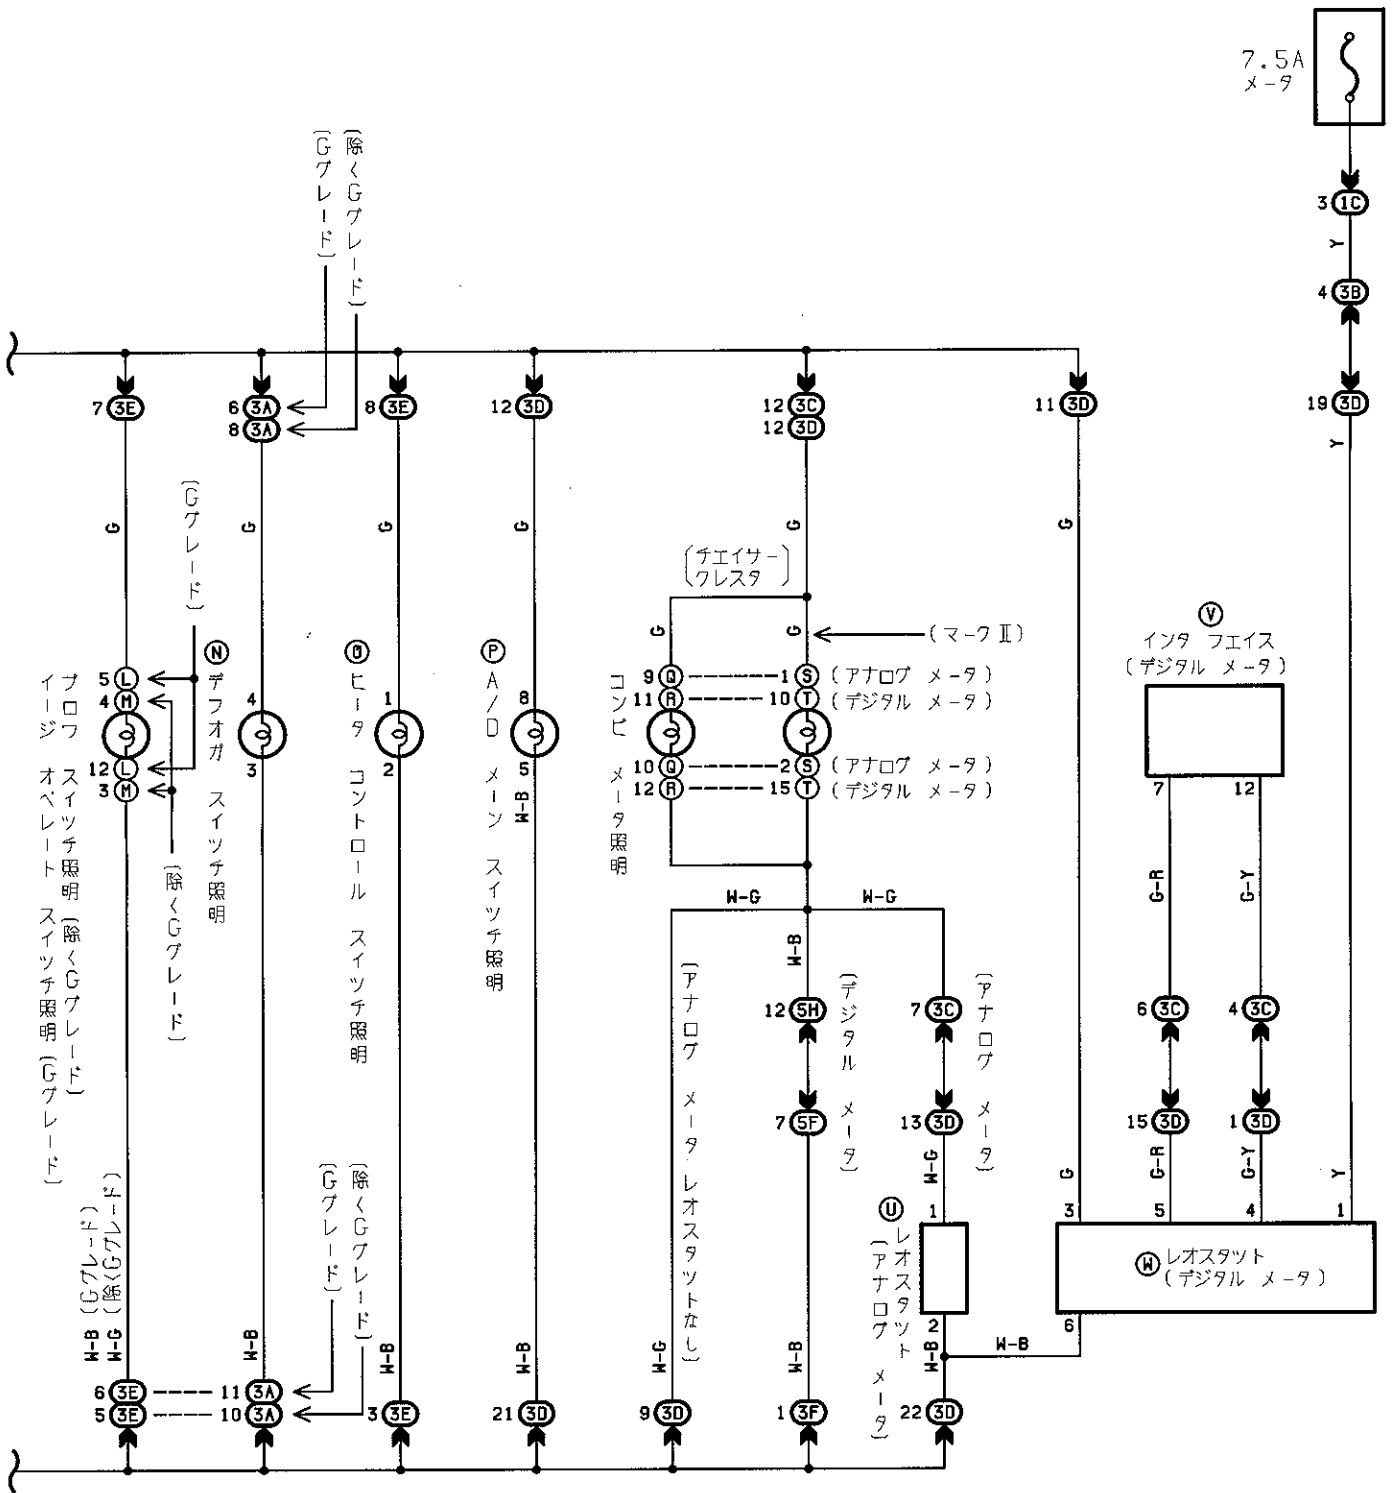 7.5A
メータ
3 1C
Y
4 3B
19 3D
Y
(Gグレード)
(除くGグレード)
7 3E
6 3A
8 3A
8 3E
12 3D
12 3C
12 3D
11 3D
G
G
G
G
G
G
(Gグレード)
(チエイサー
クレスタ)
G
G
(マークⅡ)
Ⓥ
インタ フエイス
(デジタル メータ)
7
12
5 L
4 M
12 L
3 M
ブロワ スイツチ照明(除くGグレード)
イージ オペレート スイツチ照明(Gグレード)
(除くGグレード)
Ⓝ
デフオガ スイツチ照明
4
3
Ⓞ
ヒータ コントロール スイツチ照明
1
2
Ⓟ
A/D メーン スイツチ照明
8
5
W-B
コンビ メータ照明
9 Q
1 S (アナログ メータ)
11 R
10 T (デジタル メータ)
10 Q
2 S (アナログ メータ)
12 R
15 T (デジタル メータ)
W-G
W-G
W-B
G-R
G-Y
(アナログ メータ レオスタツトなし)
12 5H
(デジタル メータ)
7 3C
(アナログ メータ)
6 3C
4 3C
7 5F
13 3D
15 3D
1 3D
W-G
G
G-R
G-Y
Y
Ⓤ
レオスタツト
(アナログ メータ)
1
2
3
5
4
1
Ⓦ レオスタツト
(デジタル メータ)
6
W-B
(Gグレード)
(除くGグレード)
W-B (Gグレード)
W-G (除くGグレード)
W-B
W-B
W-B
W-G
W-B
W-B
6 3E
11 3A
5 3E
10 3A
3 3E
21 3D
9 3D
1 3F
22 3D